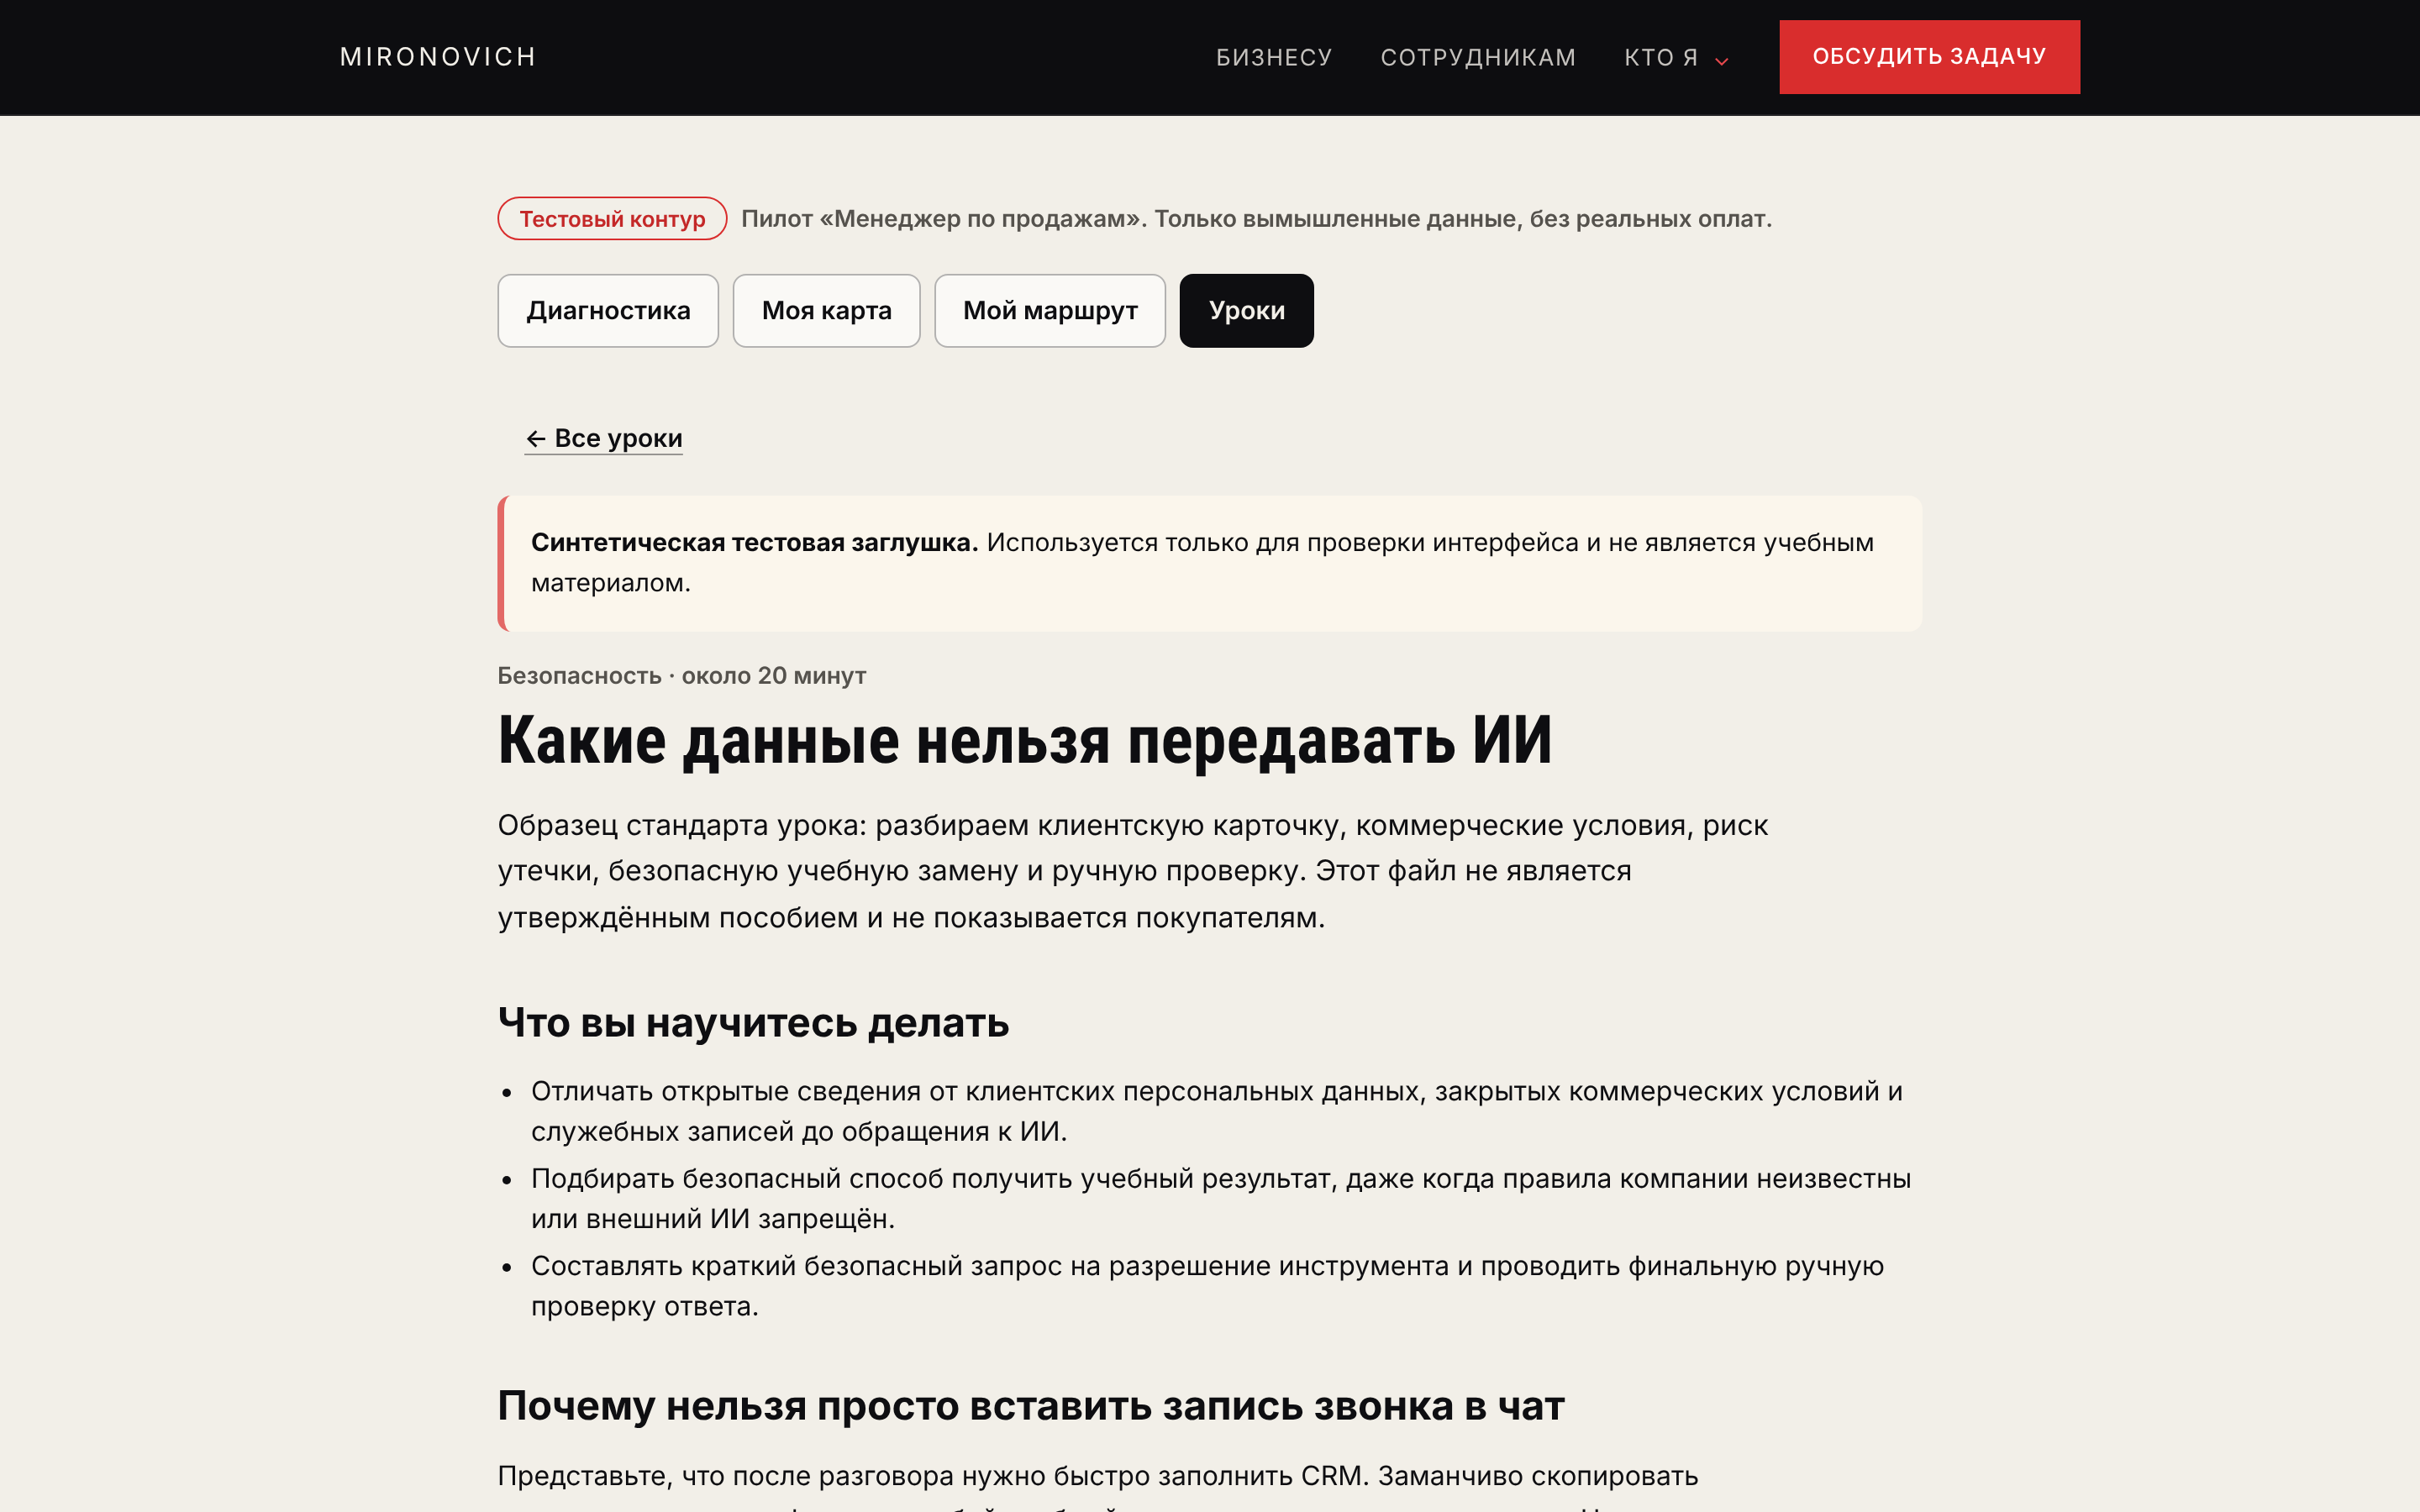 MIRONOVICH
БИЗНЕСУ
СОТРУДНИКАМ
КТО Я
ОБСУДИТЬ ЗАДАЧУ
Тестовый контур
Пилот «Менеджер по продажам». Только вымышленные данные, без реальных оплат.
Диагностика
Моя карта
Мой маршрут
Уроки
← Все уроки
Синтетическая тестовая заглушка. Используется только для проверки интерфейса и не является учебным
материалом.
Безопасность · около 20 минут
Какие данные нельзя передавать ИИ
Образец стандарта урока: разбираем клиентскую карточку, коммерческие условия, риск
утечки, безопасную учебную замену и ручную проверку. Этот файл не является
утверждённым пособием и не показывается покупателям.
Что вы научитесь делать
• Отличать открытые сведения от клиентских персональных данных, закрытых коммерческих условий и
служебных записей до обращения к ИИ.
• Подбирать безопасный способ получить учебный результат, даже когда правила компании неизвестны
или внешний ИИ запрещён.
• Составлять краткий безопасный запрос на разрешение инструмента и проводить финальную ручную
проверку ответа.
Почему нельзя просто вставить запись звонка в чат
Представьте, что после разговора нужно быстро заполнить CRM. Заманчиво скопировать